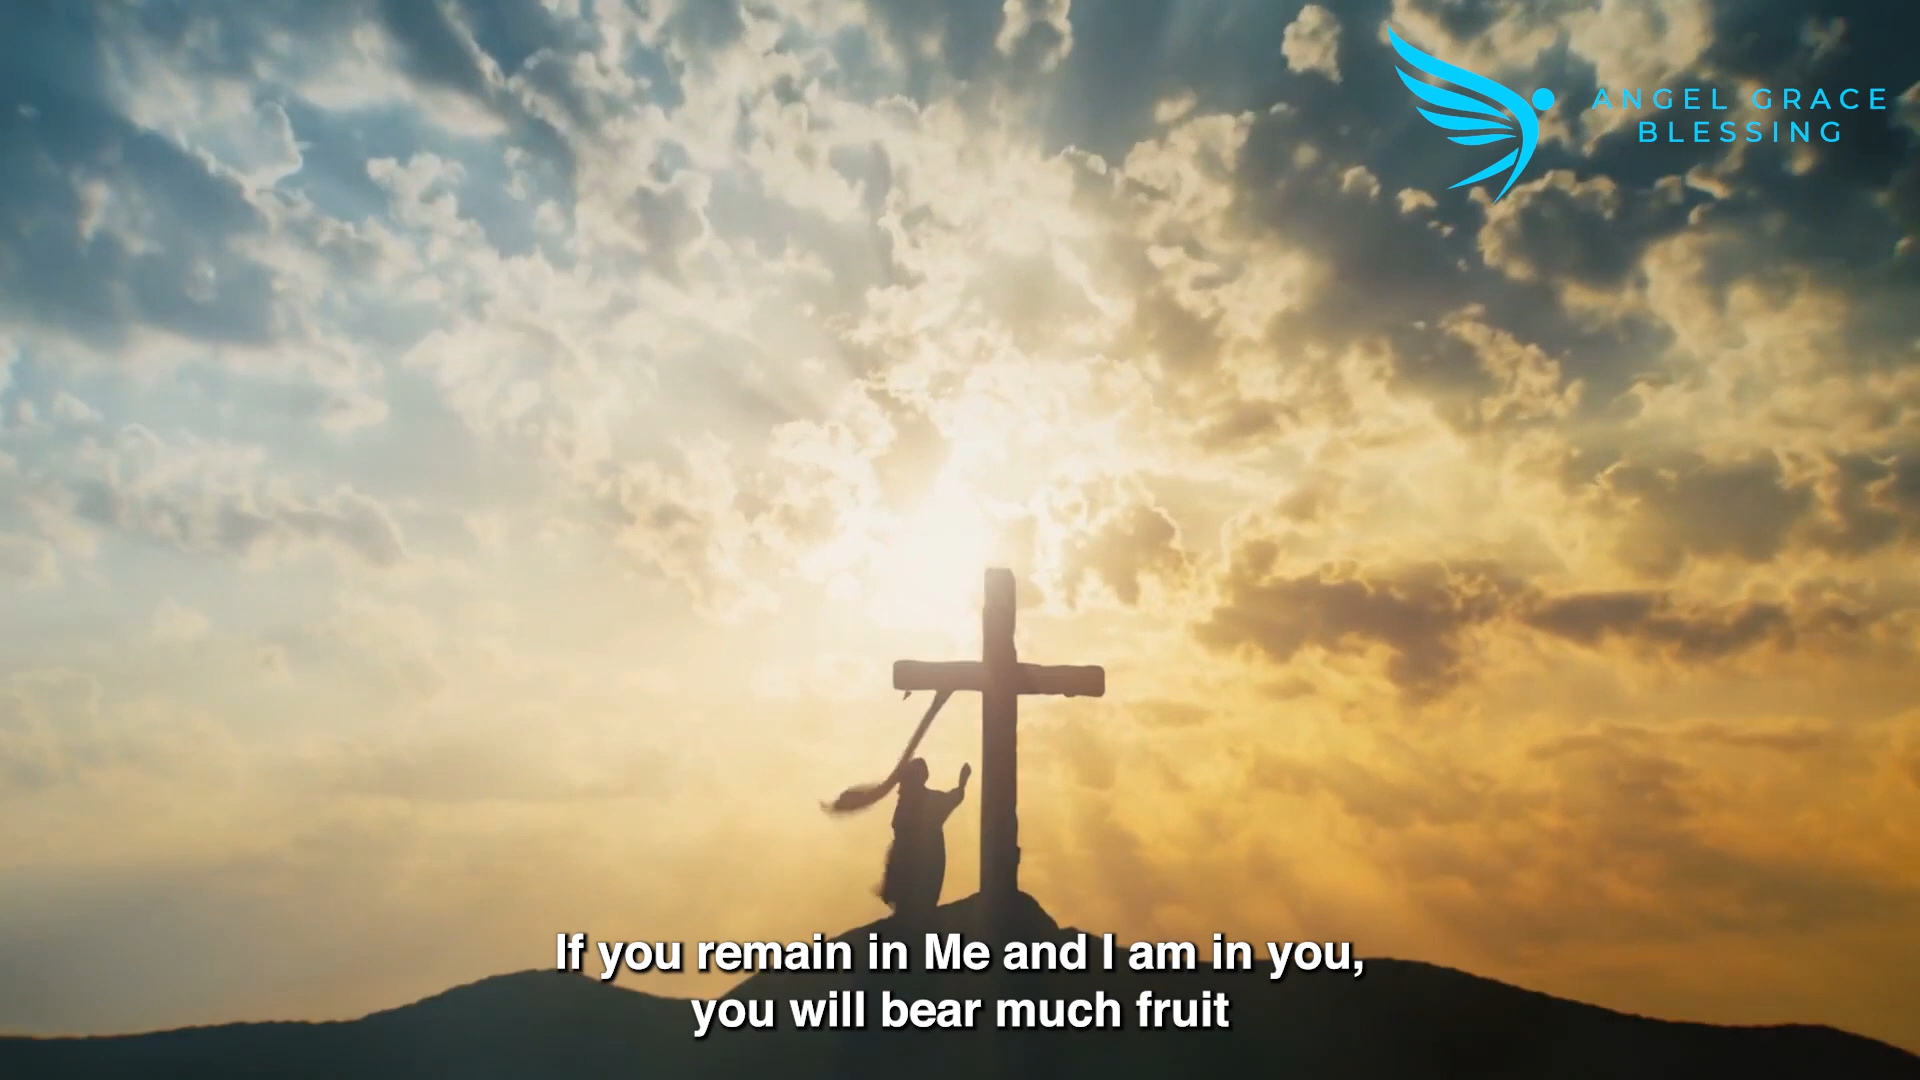 ANGEL GRACE
BLESSING
If you remain in Me and I am in you,
you will bear much fruit